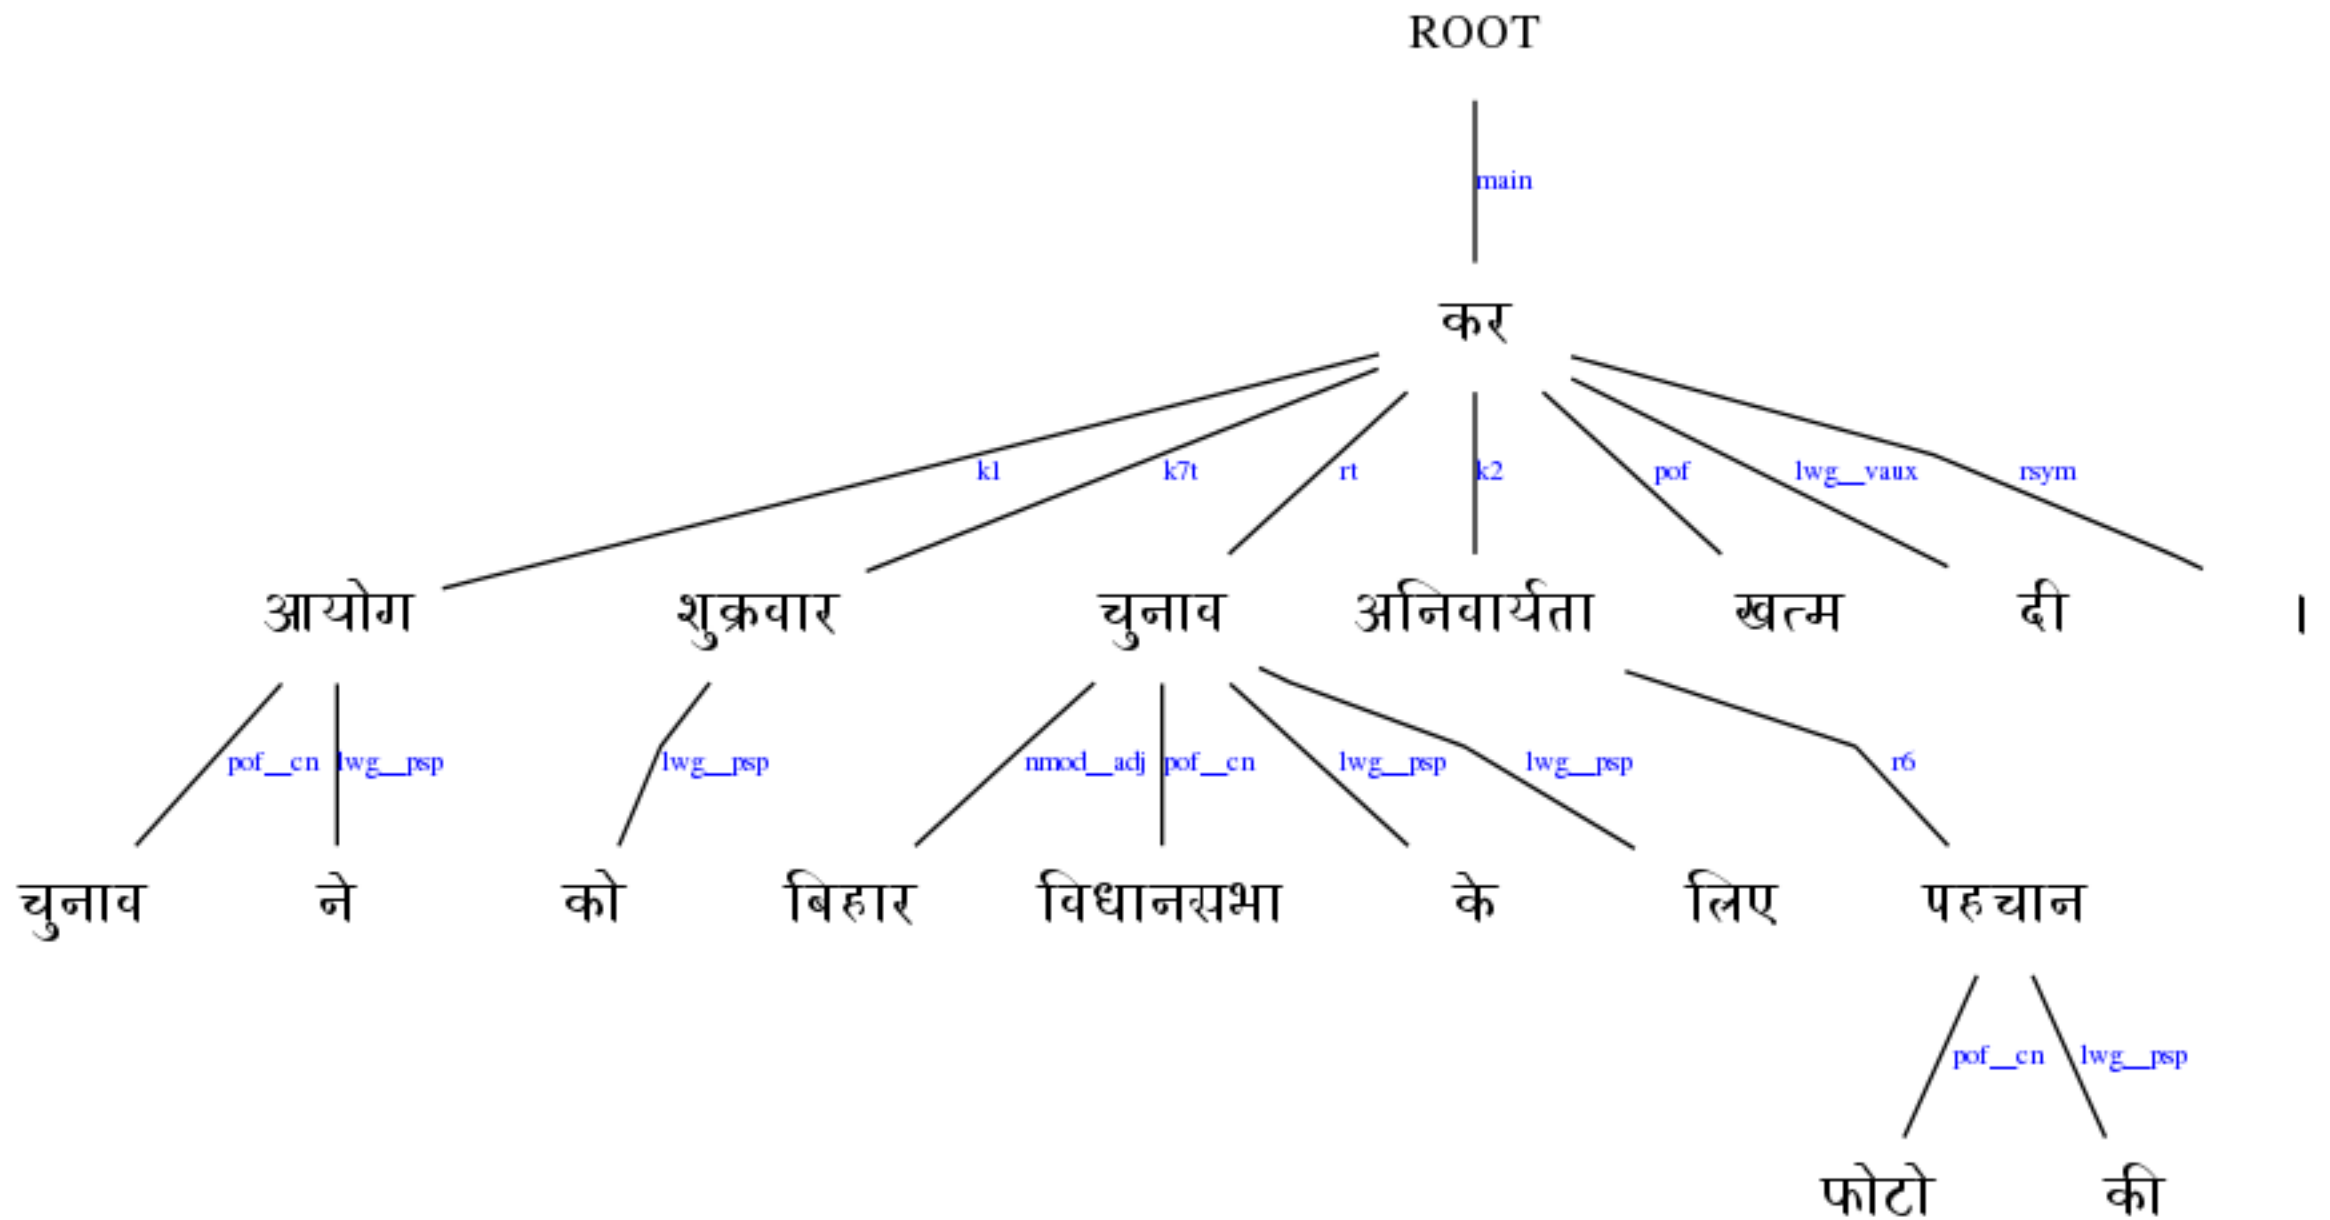 ROOT
main
कर
k1 k7t rt k2 pof lwg__vaux rsym
आयोग शुक्रवार चुनाव अनिवार्यता खत्म दी ।
pof__cn lwg__psp lwg__psp nmod__adj pof__cn lwg__psp lwg__psp r6
चुनाव ने को बिहार विधानसभा के लिए पहचान
pof__cn lwg__psp
फोटो की